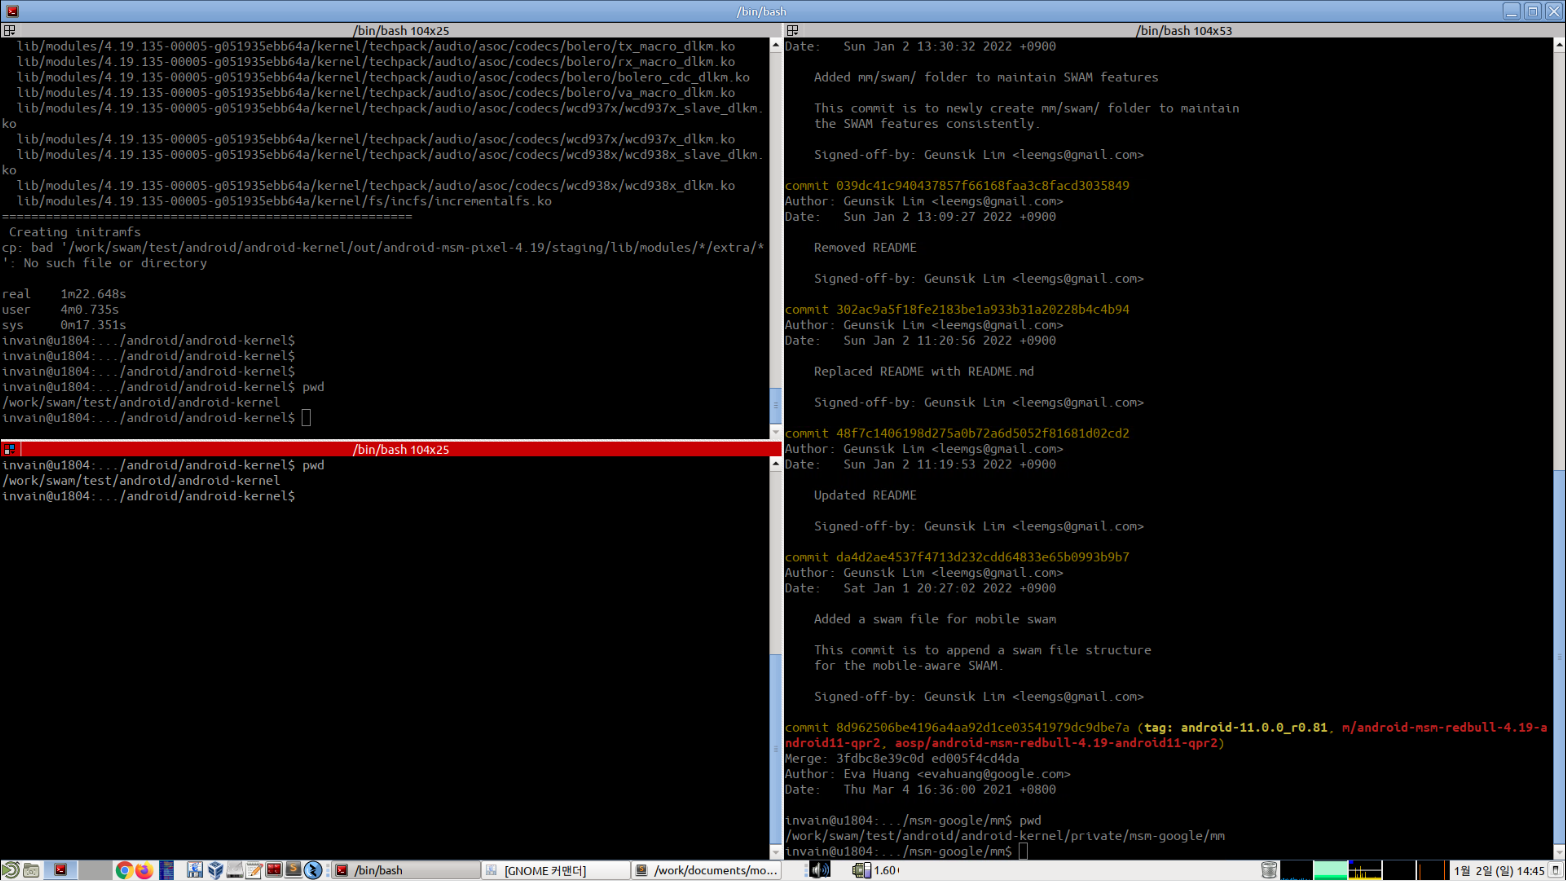 /bin/bash
/bin/bash 104x25
lib/modules/4.19.135-00005-g051935ebb64a/kernel/techpack/audio/asoc/codecs/bolero/tx_macro_dlkm.ko
lib/modules/4.19.135-00005-g051935ebb64a/kernel/techpack/audio/asoc/codecs/bolero/rx_macro_dlkm.ko
lib/modules/4.19.135-00005-g051935ebb64a/kernel/techpack/audio/asoc/codecs/bolero/bolero_cdc_dlkm.ko
lib/modules/4.19.135-00005-g051935ebb64a/kernel/techpack/audio/asoc/codecs/bolero/va_macro_dlkm.ko
lib/modules/4.19.135-00005-g051935ebb64a/kernel/techpack/audio/asoc/codecs/wcd937x/wcd937x_slave_dlkm.
ko
lib/modules/4.19.135-00005-g051935ebb64a/kernel/techpack/audio/asoc/codecs/wcd937x/wcd937x_dlkm.ko
lib/modules/4.19.135-00005-g051935ebb64a/kernel/techpack/audio/asoc/codecs/wcd938x/wcd938x_slave_dlkm.
ko
lib/modules/4.19.135-00005-g051935ebb64a/kernel/techpack/audio/asoc/codecs/wcd938x/wcd938x_dlkm.ko
lib/modules/4.19.135-00005-g051935ebb64a/kernel/fs/incfs/incrementalfs.ko
========================================================
Creating initramfs
cp: bad '/work/swam/test/android/android-kernel/out/android-msm-pixel-4.19/staging/lib/modules/*/extra/*
': No such file or directory
real 1m22.648s
user 4m0.735s
sys 0m17.351s
invain@u1804:.../android/android-kernel$
invain@u1804:.../android/android-kernel$
invain@u1804:.../android/android-kernel$
invain@u1804:.../android/android-kernel$ pwd
/work/swam/test/android/android-kernel
invain@u1804:.../android/android-kernel$
/bin/bash 104x25
invain@u1804:.../android/android-kernel$ pwd
/work/swam/test/android/android-kernel
invain@u1804:.../android/android-kernel$
/bin/bash 104x53
Date: Sun Jan 2 13:30:32 2022 +0900
Added mm/swam/ folder to maintain SWAM features
This commit is to newly create mm/swam/ folder to maintain
the SWAM features consistently.
Signed-off-by: Geunsik Lim <leemgs@gmail.com>
commit 039dc41c940437857f66168faa3c8facd3035849
Author: Geunsik Lim <leemgs@gmail.com>
Date: Sun Jan 2 13:09:27 2022 +0900
Removed README
Signed-off-by: Geunsik Lim <leemgs@gmail.com>
commit 302ac9a5f18fe2183be1a933b31a20228b4c4b94
Author: Geunsik Lim <leemgs@gmail.com>
Date: Sun Jan 2 11:20:56 2022 +0900
Replaced README with README.md
Signed-off-by: Geunsik Lim <leemgs@gmail.com>
commit 48f7c1406198d275a0b72a6d5052f81681d02cd2
Author: Geunsik Lim <leemgs@gmail.com>
Date: Sun Jan 2 11:19:53 2022 +0900
Updated README
Signed-off-by: Geunsik Lim <leemgs@gmail.com>
commit da4d2ae4537f4713d232cdd64833e65b0993b9b7
Author: Geunsik Lim <leemgs@gmail.com>
Date: Sat Jan 1 20:27:02 2022 +0900
Added a swam file for mobile swam
This commit is to append a swam file structure
for the mobile-aware SWAM.
Signed-off-by: Geunsik Lim <leemgs@gmail.com>
commit 8d962506be4196a4aa92d1ce03541979dc9dbe7a (tag: android-11.0.0_r0.81, m/android-msm-redbull-4.19-a
ndroid11-qpr2, aosp/android-msm-redbull-4.19-android11-qpr2)
Merge: 3fdbc8e39c0d ed005f4cd4da
Author: Eva Huang <evahuang@google.com>
Date: Thu Mar 4 16:36:00 2021 +0800
invain@u1804:.../msm-google/mm$ pwd
/work/swam/test/android/android-kernel/private/msm-google/mm
invain@u1804:.../msm-google/mm$
/bin/bash
[GNOME 커맨더]
/work/documents/mo...
1.60
1월 2일 (일) 14:45